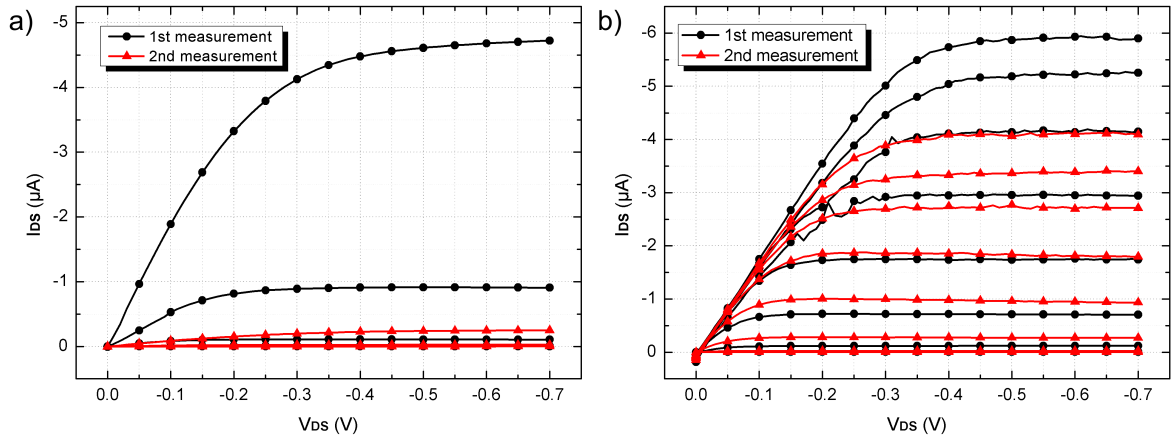 a)
1st measurement
2nd measurement
-5
-4
-3
-2
-1
0
IDS (µA)
0.0 -0.1 -0.2 -0.3 -0.4 -0.5 -0.6 -0.7
VDS (V)
b)
1st measurement
2nd measurement
-6
-5
-4
-3
-2
-1
0
IDS (µA)
0.0 -0.1 -0.2 -0.3 -0.4 -0.5 -0.6 -0.7
VDS (V)